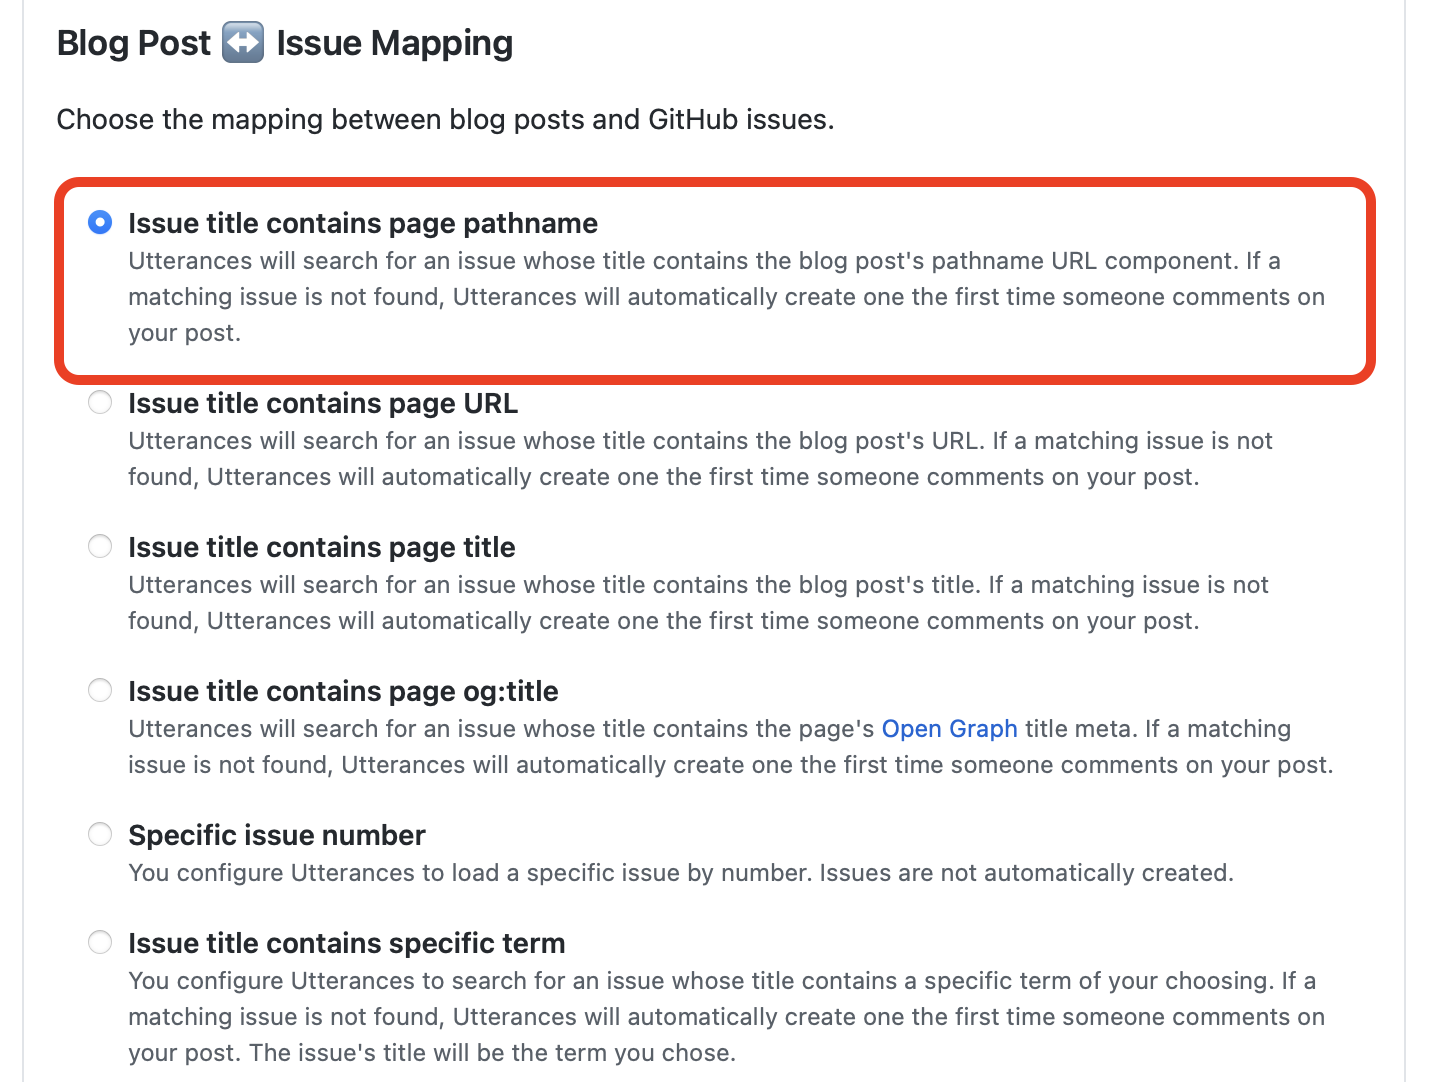 Blog Post ↔️ Issue Mapping
Choose the mapping between blog posts and GitHub issues.
Issue title contains page pathname
Utterances will search for an issue whose title contains the blog post's pathname URL component. If a
matching issue is not found, Utterances will automatically create one the first time someone comments on
your post.
Issue title contains page URL
Utterances will search for an issue whose title contains the blog post's URL. If a matching issue is not
found, Utterances will automatically create one the first time someone comments on your post.
Issue title contains page title
Utterances will search for an issue whose title contains the blog post's title. If a matching issue is not
found, Utterances will automatically create one the first time someone comments on your post.
Issue title contains page og:title
Utterances will search for an issue whose title contains the page's Open Graph title meta. If a matching
issue is not found, Utterances will automatically create one the first time someone comments on your post.
Specific issue number
You configure Utterances to load a specific issue by number. Issues are not automatically created.
Issue title contains specific term
You configure Utterances to search for an issue whose title contains a specific term of your choosing. If a
matching issue is not found, Utterances will automatically create one the first time someone comments on
your post. The issue's title will be the term you chose.